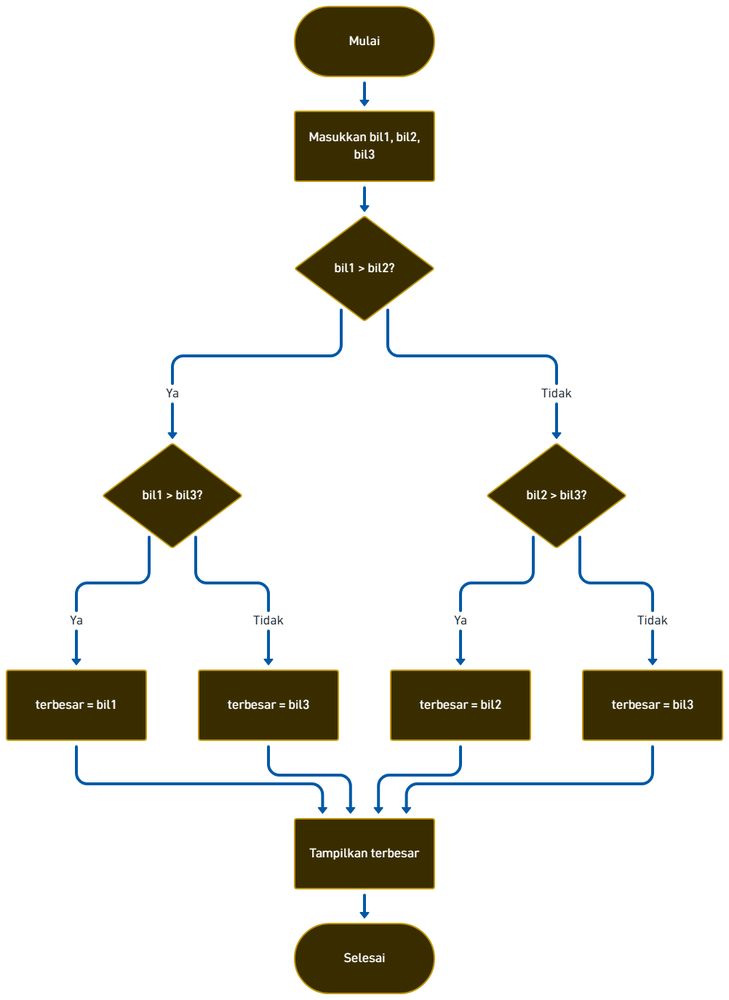 Mulai
Masukkan bil1, bil2,
bil3
bil1 > bil2?
Ya
Tidak
bil1 > bil3?
bil2 > bil3?
Ya
Tidak
Ya
Tidak
terbesar = bil1
terbesar = bil3
terbesar = bil2
terbesar = bil3
Tampilkan terbesar
Selesai